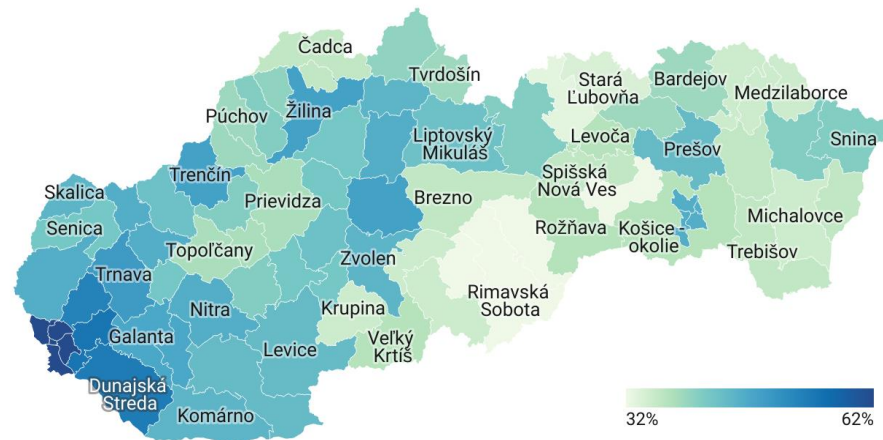 Čadca
Tvrdošín
Stará
Ľubovňa
Bardejov
Medzilaborce
Púchov
Žilina
Liptovský
Mikuláš
Levoča
Prešov
Snina
Skalica
Trenčín
Prievidza
Brezno
Spišská
Nová Ves
Senica
Topoľčany
Rožňava
Košice -
okolie
Michalovce
Trnava
Zvolen
Trebišov
Nitra
Krupina
Rimavská
Sobota
Galanta
Levice
Veľký
Krtíš
Dunajská
Streda
Komárno
32%
62%